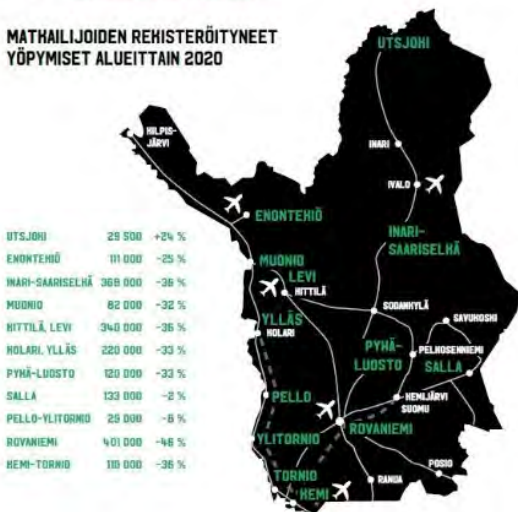 MATKAILIJOIDEN REKISTERÖITYNEET
YÖPYMISET ALUEITTAIN 2020
UTSJOKI
HILPIS-
JÄRVI
INARI
IVALO
ENONTEKIÖ
INARI-
SAARISELKÄ
MUONIO
LEVI
KITTILÄ
SODANKYLÄ
SAVUKOSKI
YLLÄS
KOLARI
PYHÄ-
LUOSTO
PELKOSENNIEMI
SALLA
PELLO
KEMIJÄRVI
SUOMU
ROVANIEMI
YLITORNIO
TORNIO
KEMI
RANUA
POSIO
UTSJOKI 29 500 +24 %
ENONTEKIÖ 111 000 -25 %
INARI-SAARISELKÄ 369 000 -36 %
MUONIO 82 000 -32 %
KITTILÄ, LEVI 340 000 -36 %
KOLARI, YLLÄS 220 000 -33 %
PYHÄ-LUOSTO 120 000 -33 %
SALLA 133 000 -2 %
PELLO-YLITORNIO 29 000 -6 %
ROVANIEMI 401 000 -46 %
KEMI-TORNIO 110 000 -36 %